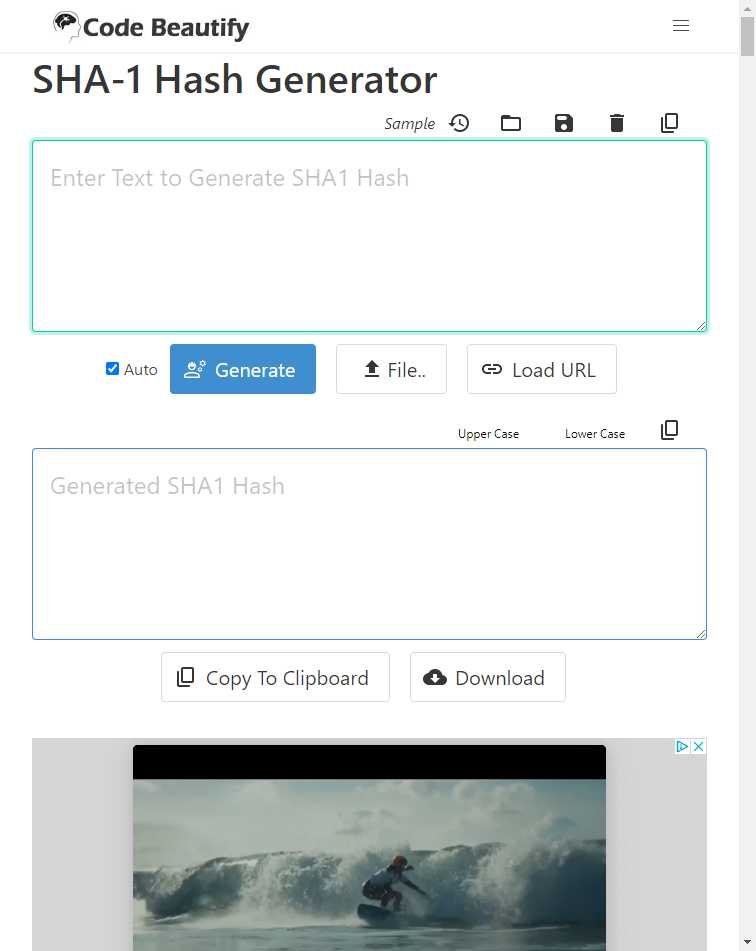 Code Beautify
SHA-1 Hash Generator
Sample
Enter Text to Generate SHA1 Hash
Auto
Generate
File..
Load URL
Upper Case
Lower Case
Generated SHA1 Hash
Copy To Clipboard
Download